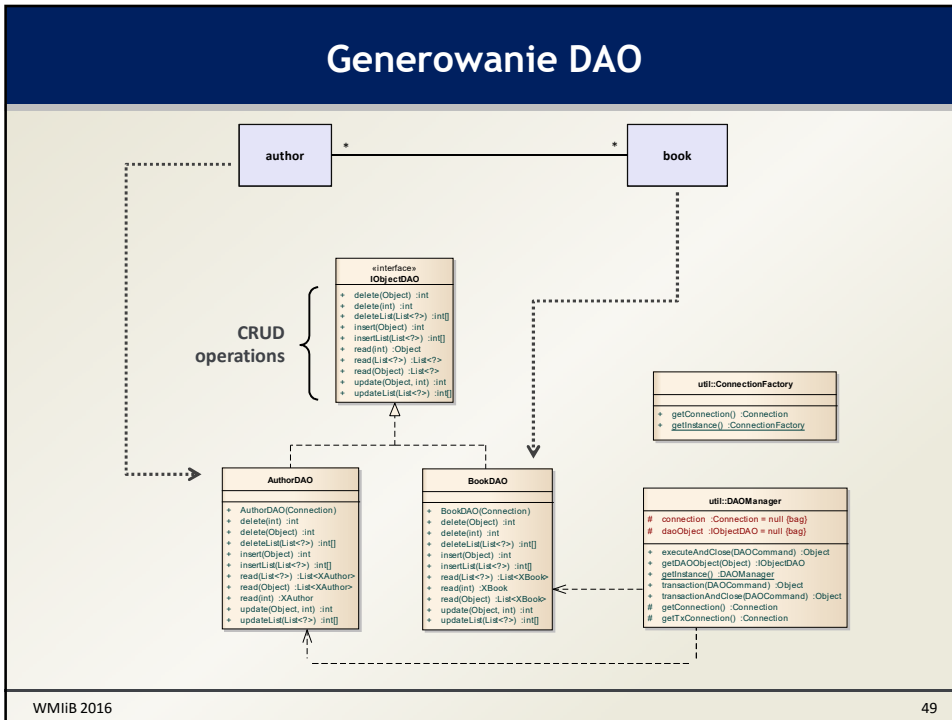 Generowanie DAO
author
*
*
book
«interface»
IObjectDAO
+ delete(Object) :int
+ delete(int) :int
+ deleteList(List<?>) :int[]
+ insert(Object) :int
+ insertList(List<?>) :int[]
+ read(int) :Object
+ read(List<?>) :List<?>
+ read(Object) :List<?>
+ update(Object, int) :int
+ updateList(List<?>) :int[]
CRUD
operations
util::ConnectionFactory
+ getConnection() :Connection
+ getInstance() :ConnectionFactory
AuthorDAO
+ AuthorDAO(Connection)
+ delete(int) :int
+ delete(Object) :int
+ deleteList(List<?>) :int[]
+ insert(Object) :int
+ insertList(List<?>) :int[]
+ read(List<?>) :List<XAuthor>
+ read(Object) :List<XAuthor>
+ read(int) :XAuthor
+ update(Object, int) :int
+ updateList(List<?>) :int[]
BookDAO
+ BookDAO(Connection)
+ delete(Object) :int
+ delete(int) :int
+ deleteList(List<?>) :int[]
+ insert(Object) :int
+ insertList(List<?>) :int[]
+ read(List<?>) :List<XBook>
+ read(int) :XBook
+ read(Object) :List<XBook>
+ update(Object, int) :int
+ updateList(List<?>) :int[]
util::DAOManager
# connection :Connection = null {bag}
# daoObject :IObjectDAO = null {bag}
+ executeAndClose(DAOCommand) :Object
+ getDAOObject(Object) :IObjectDAO
+ getInstance() :DAOManager
+ transaction(DAOCommand) :Object
+ transactionAndClose(DAOCommand) :Object
# getConnection() :Connection
# getTxConnection() :Connection
WMIiB 2016
49